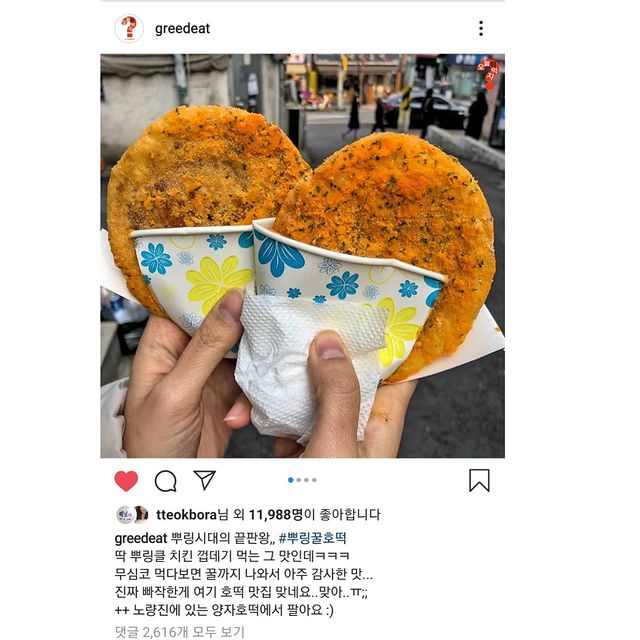 greedeat
오늘 먹지
tteokbora님 외 11,988명이 좋아합니다
greedeat 뿌링시대의 끝판왕,, #뿌링꿀호떡
딱 뿌링클 치킨 껍데기 먹는 그 맛인데ㅋㅋㅋ
무심코 먹다보면 꿀까지 나와서 아주 감사한 맛...
진짜 빠작한게 여기 호떡 맛집 맞네요..맞아..ㅠ;;
++ 노량진에 있는 양자호떡에서 팔아요 :)
댓글 2,616개 모두 보기